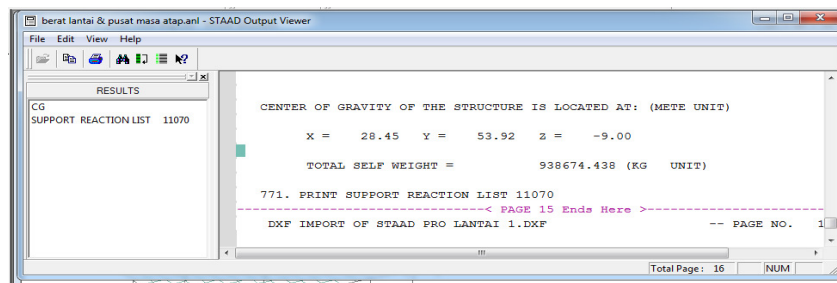 berat lantai & pusat masa atap.anl - STAAD Output Viewer
File Edit View Help
RESULTS
CG
SUPPORT REACTION LIST 11070
CENTER OF GRAVITY OF THE STRUCTURE IS LOCATED AT: (METE UNIT)
X = 28.45 Y = 53.92 Z = -9.00
TOTAL SELF WEIGHT = 938674.438 (KG UNIT)
771. PRINT SUPPORT REACTION LIST 11070
-------------------------------< PAGE 15 Ends Here >----------------------
DXF IMPORT OF STAAD PRO LANTAI 1.DXF -- PAGE NO. 1
Total Page : 16 NUM